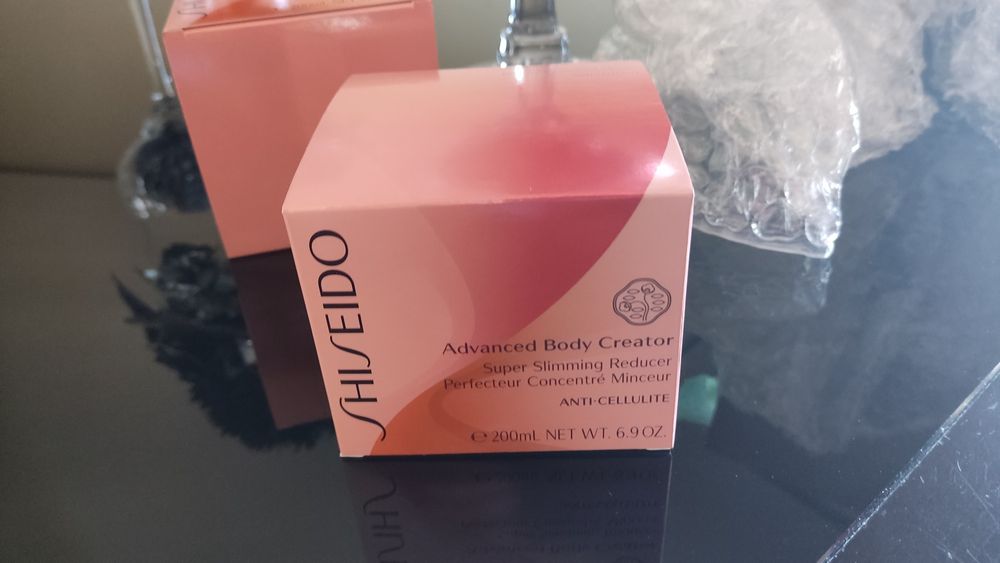 SHISEIDO
Advanced Body Creator
Super Slimming Reducer
Perfecteur Concentré Minceur
ANTI-CELLULITE
℮ 200mL NET WT. 6.9 OZ.